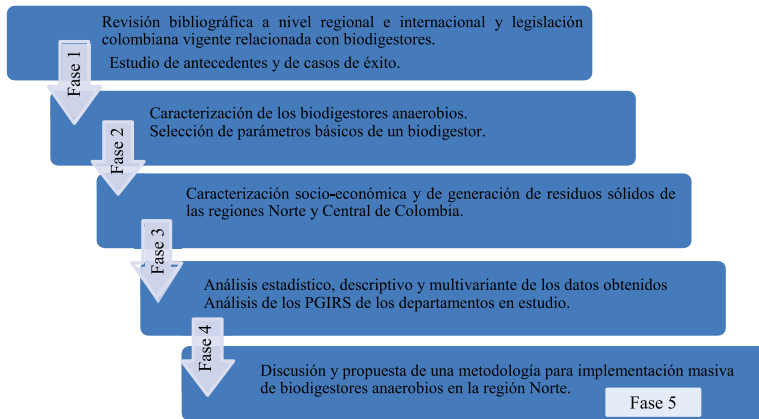 Revisión bibliográfica a nivel regional e internacional y legislación
colombiana vigente relacionada con biodigestores.
Estudio de antecedentes y de casos de éxito.
Fase 1
Caracterización de los biodigestores anaerobios.
Selección de parámetros básicos de un biodigestor.
Fase 2
Caracterización socio-económica y de generación de residuos sólidos de
las regiones Norte y Central de Colombia.
Fase 3
Análisis estadístico, descriptivo y multivariante de los datos obtenidos
Análisis de los PGIRS de los departamentos en estudio.
Fase 4
Discusión y propuesta de una metodología para implementación masiva
de biodigestores anaerobios en la región Norte.
Fase 5